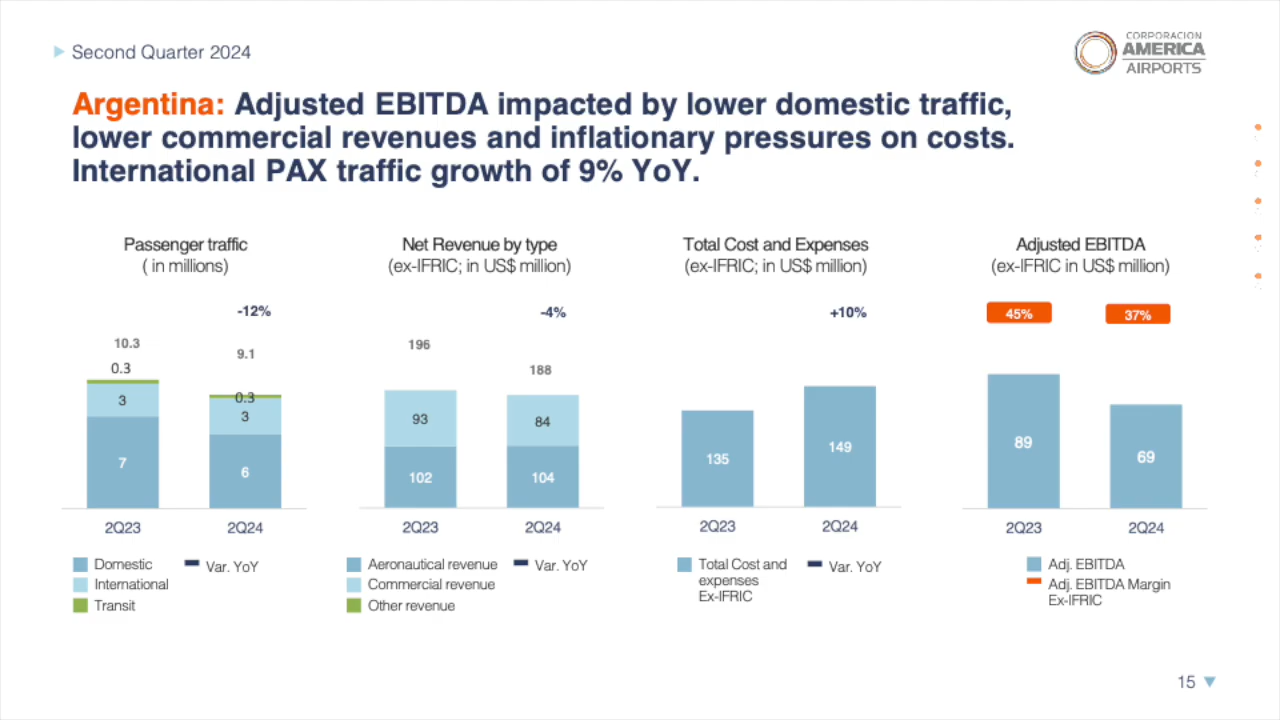 Second Quarter 2024
CORPORACION
AMERICA
AIRPORTS
Argentina: Adjusted EBITDA impacted by lower domestic traffic,
lower commercial revenues and inflationary pressures on costs.
International PAX traffic growth of 9% YoY.
Passenger traffic
( in millions)
-12%
10.3
9.1
0.3
0.3
3
3
7
6
2Q23
2Q24
Domestic
Var. YoY
International
Transit
Net Revenue by type
(ex-IFRIC; in US$ million)
-4%
196
188
93
84
102
104
2Q23
2Q24
Aeronautical revenue
Var. YoY
Commercial revenue
Other revenue
Total Cost and Expenses
(ex-IFRIC; in US$ million)
+10%
135
149
2Q23
2Q24
Total Cost and
expenses
Ex-IFRIC
Var. YoY
Adjusted EBITDA
(ex-IFRIC in US$ million)
45%
37%
89
69
2Q23
2Q24
Adj. EBITDA
Adj. EBITDA Margin
Ex-IFRIC
15